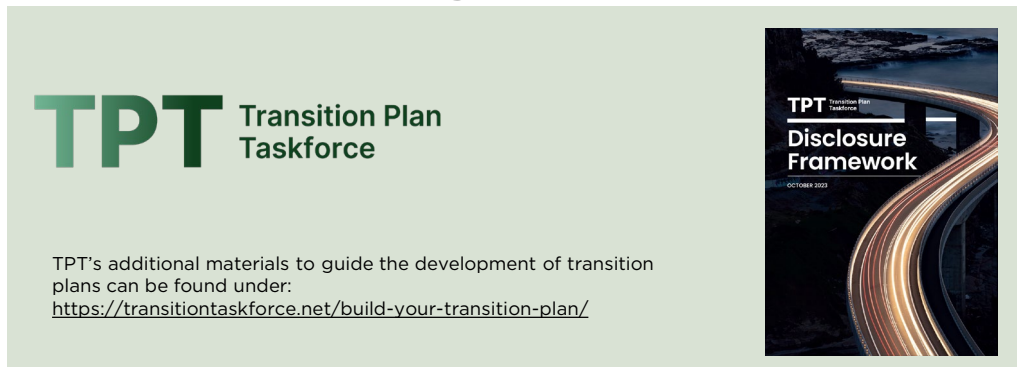 TPT Transition Plan
Taskforce
TPT's additional materials to guide the development of transition
plans can be found under:
https://transitiontaskforce.net/build-your-transition-plan/
TPT Transition Plan
Taskforce
Disclosure
Framework
OCTOBER 2023